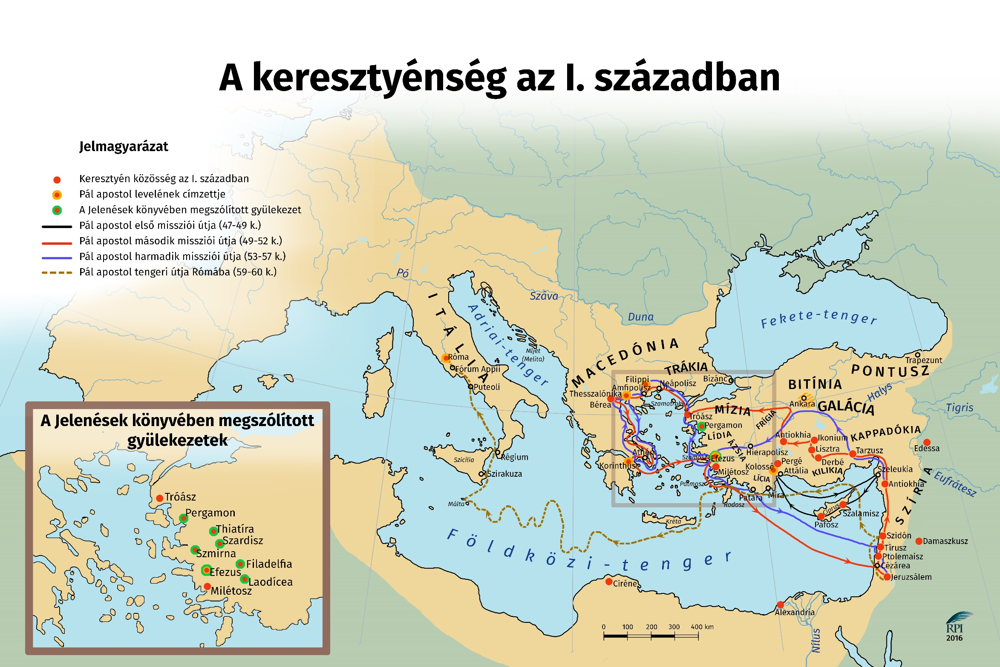 A keresztyénség az I. században
Jelmagyarázat
Keresztyén közösség az I. században
Pál apostol levelének címzettje
A Jelenések könyvében megszólított gyülekezet
Pál apostol első missziói útja (47-49 k.)
Pál apostol második missziói útja (49-52 k.)
Pál apostol harmadik missziói útja (53-57 k.)
Pál apostol tengeri útja Rómába (59-60 k.)
Pó
Száva
Duna
ITÁLIA
Adriai-tenger
Fekete-tenger
Mljet
(Melita)
Róma
Fórum Appii
Puteoli
Szicília
Régium
Szirakuza
Málta
MACEDÓNIA
TRÁKIA
Bizánc
Filippi
Neápolisz
Amfipolisz
Thesszalónika
Bérea
Szamotraké
Tróász
MÍZIA
Pergamon
LÍDIA
ÁZSIA
FRÍGIA
BITÍNIA
PONTUSZ
Trapezunt
Halys
Ankara
GALÁCIA
KAPPADÓKIA
Tigris
Edessa
Eufrátesz
Antiokhia
Ikonium
Lisztra
Derbé
Tarzusz
Hierapolisz
Pergé
Kolossé
Attália
KILIKIA
LÍCIA
Athén
Korinthus
Szamosz
Efezus
Milétosz
Patmosz
Patara
Míra
Rodosz
Kréta
Szeleukia
Antiokhia
SZÍRIA
Ciprus
Szalamisz
Pafosz
Szidón
Damaszkusz
Tírusz
Ptolemaisz
Cézárea
Jeruzsálem
Földközi-tenger
Ciréne
Alexandria
Nílus
0 100 200 300 400 km
RPI
2016
A Jelenések könyvében megszólított
gyülekezetek
Tróász
Pergamon
Thiatíra
Szardisz
Szmirna
Filadelfia
Efezus
Laodícea
Milétosz